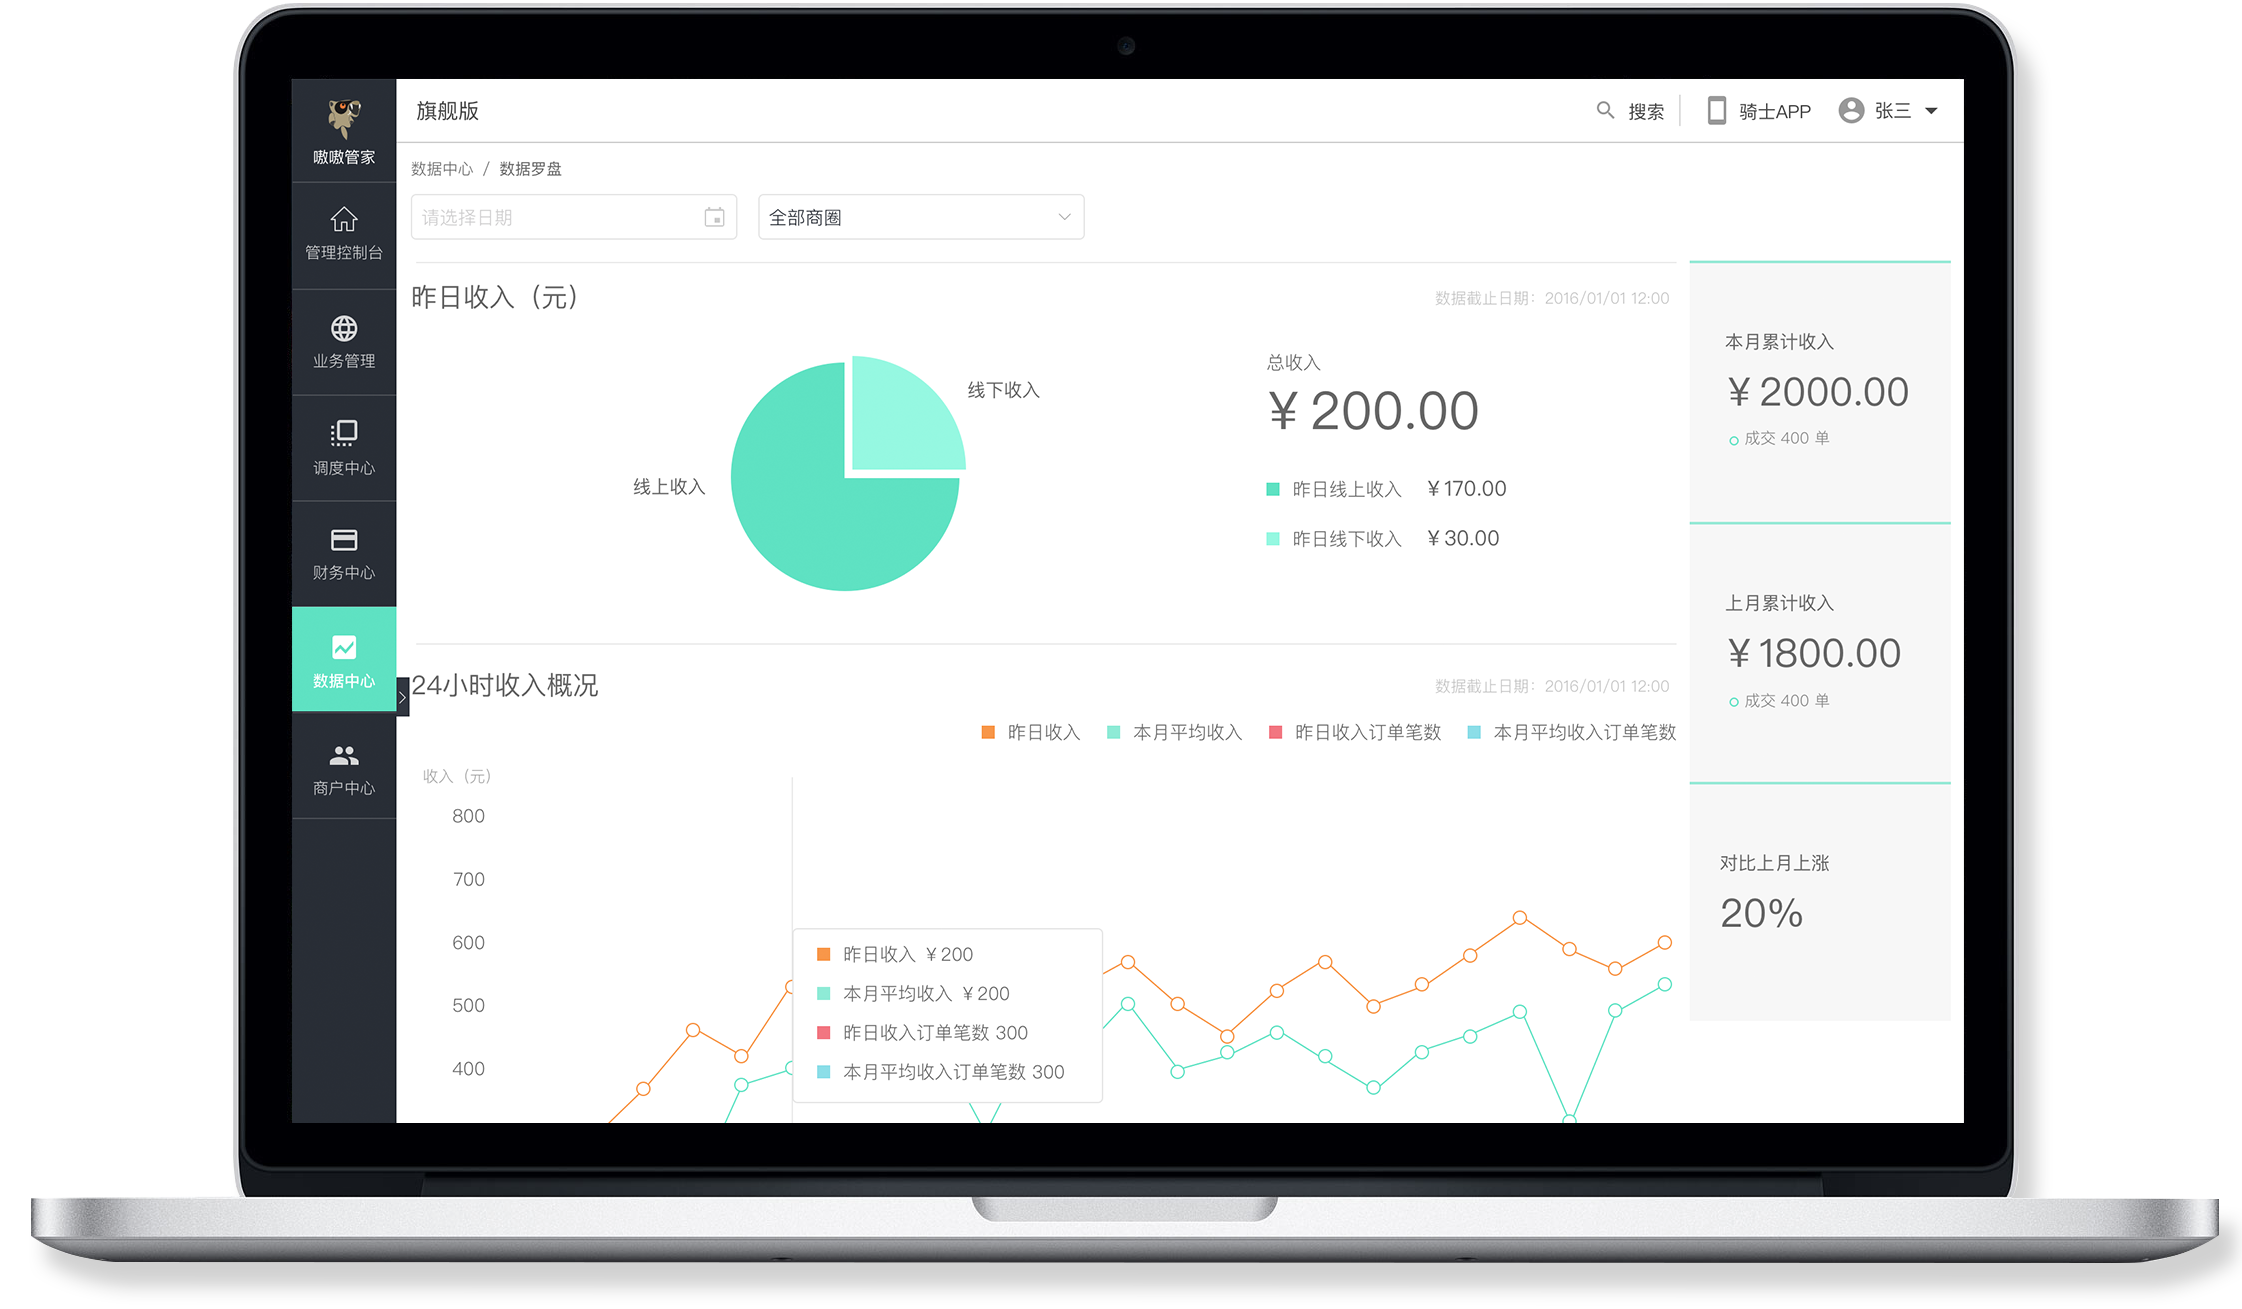 嗷嗷管家
管理控制台
业务管理
调度中心
财务中心
数据中心
商户中心
旗舰版
搜索
骑士APP
张三
数据中心 / 数据罗盘
请选择日期
全部商圈
昨日收入（元）
数据截止日期：2016/01/01 12:00
线下收入
线上收入
总收入
¥ 200.00
昨日线上收入 ¥ 170.00
昨日线下收入 ¥ 30.00
24小时收入概况
数据截止日期：2016/01/01 12:00
昨日收入
本月平均收入
昨日收入订单笔数
本月平均收入订单笔数
收入（元）
800
700
600
500
400
昨日收入 ¥ 200
本月平均收入 ¥ 200
昨日收入订单笔数 300
本月平均收入订单笔数 300
本月累计收入
¥ 2000.00
成交 400 单
上月累计收入
¥ 1800.00
成交 400 单
对比上月上涨
20%